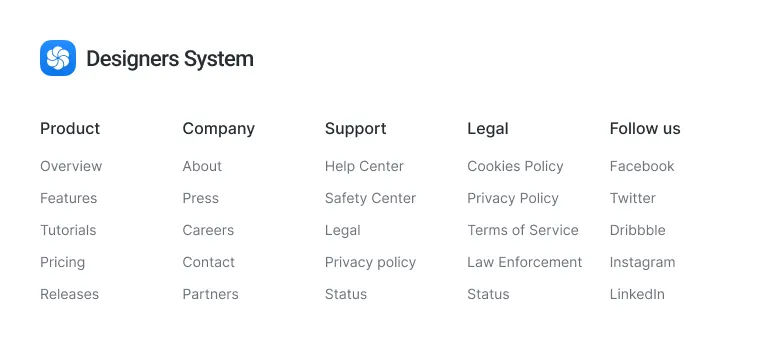 Designers System
Product
Overview
Features
Tutorials
Pricing
Releases
Company
About
Press
Careers
Contact
Partners
Support
Help Center
Safety Center
Legal
Privacy policy
Status
Legal
Cookies Policy
Privacy Policy
Terms of Service
Law Enforcement
Status
Follow us
Facebook
Twitter
Dribbble
Instagram
LinkedIn